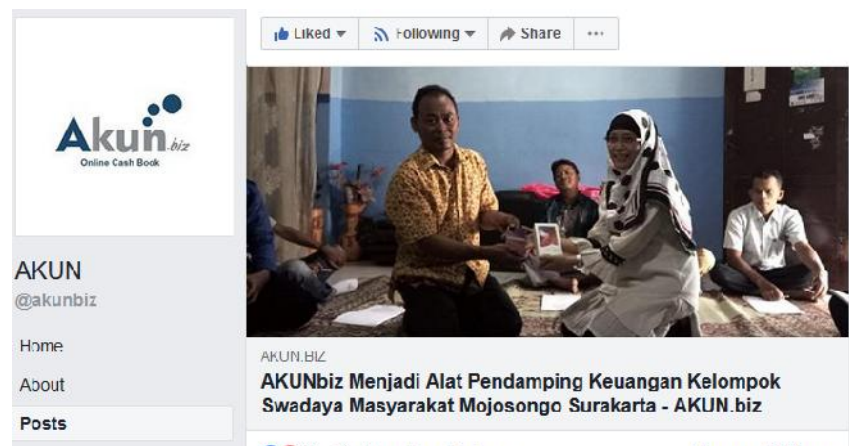 Liked
Following
Share
Akun.biz
Online Cash Book
AKUN
@akunbiz
Home
About
Posts
AKUN.BIZ
AKUNbiz Menjadi Alat Pendamping Keuangan Kelompok
Swadaya Masyarakat Mojosongo Surakarta - AKUN.biz